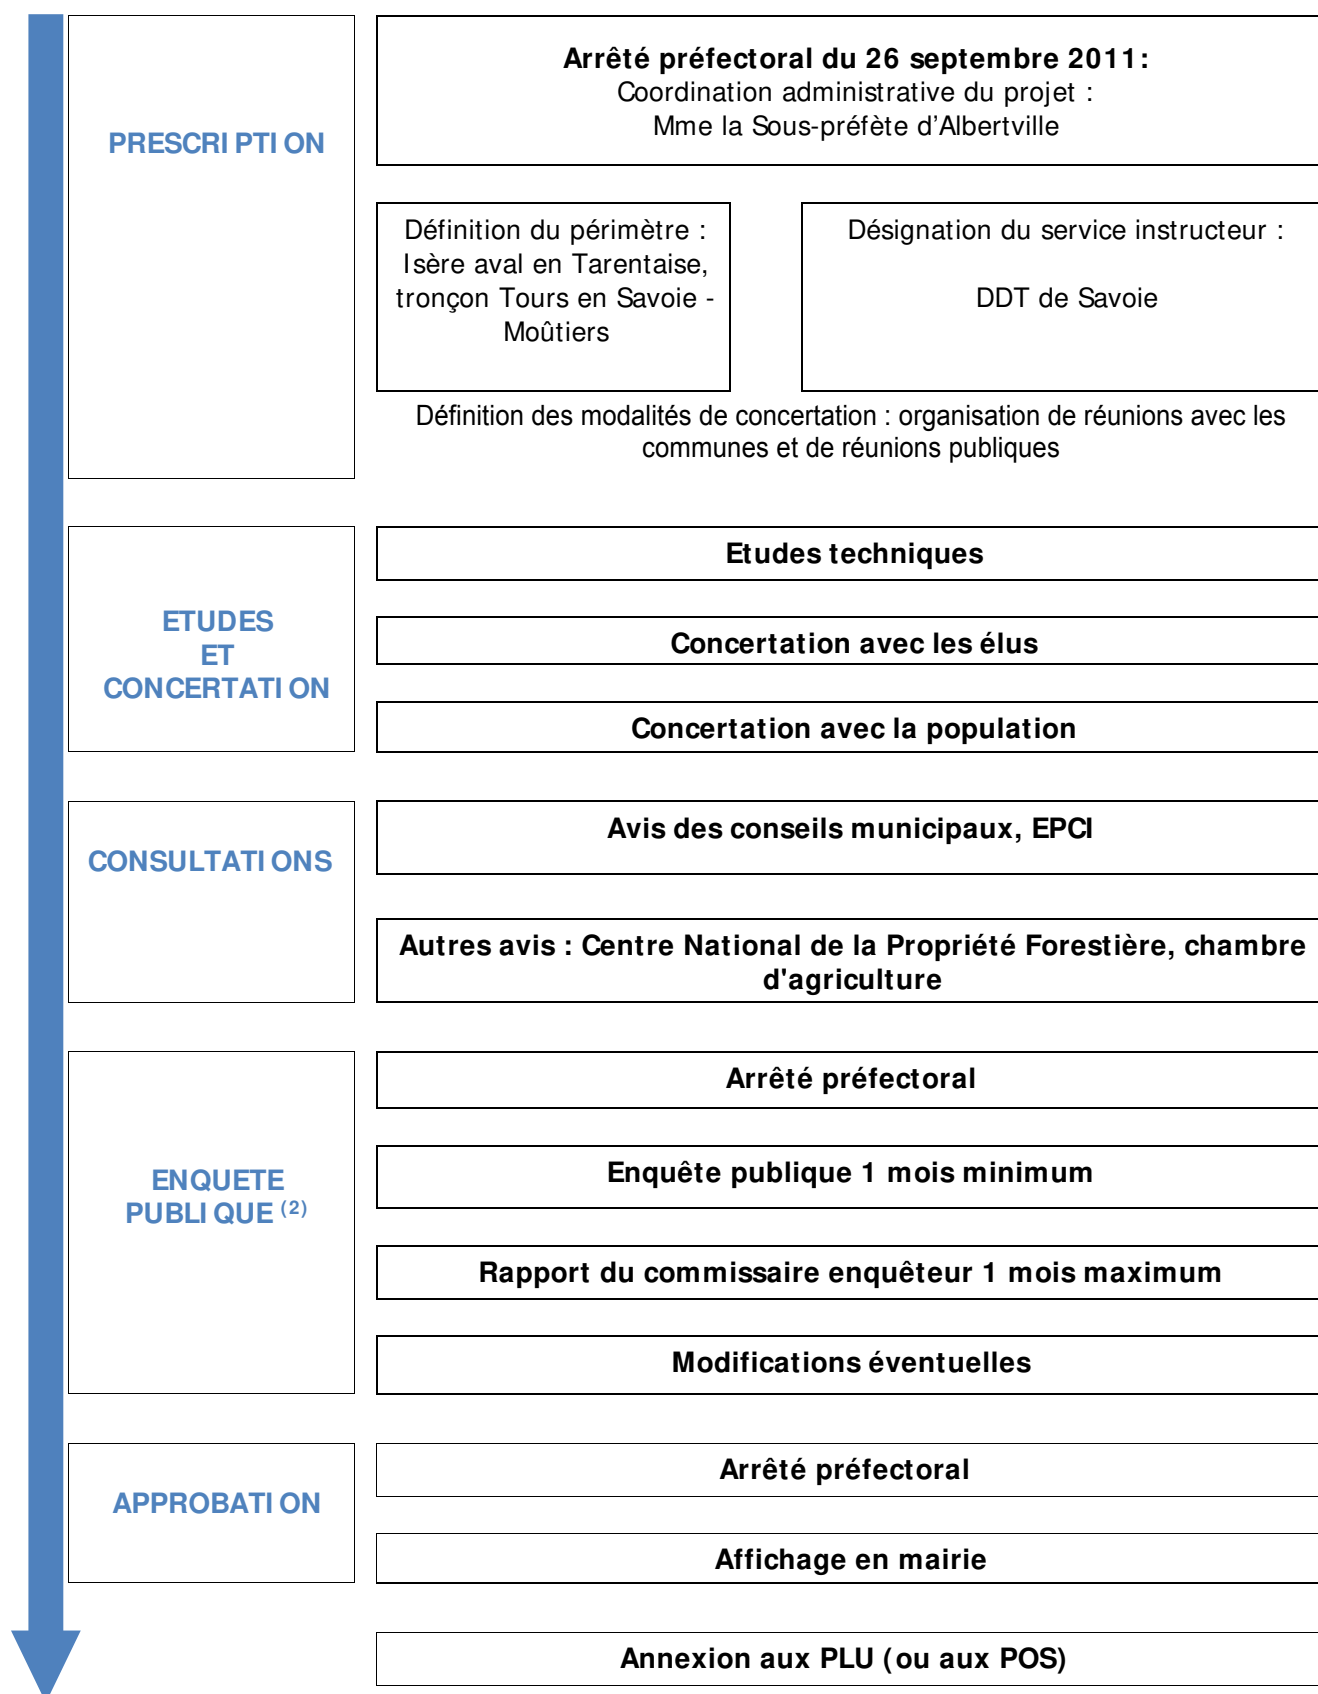 PRESCRIPTION
Arrêté préfectoral du 26 septembre 2011:
Coordination administrative du projet :
Mme la Sous-préfète d'Albertville
Définition du périmètre :
Isère aval en Tarentaise,
tronçon Tours en Savoie -
Moûtiers
Désignation du service instructeur :
DDT de Savoie
Définition des modalités de concertation : organisation de réunions avec les
communes et de réunions publiques
ETUDES
ET
CONCERTATION
Etudes techniques
Concertation avec les élus
Concertation avec la population
CONSULTATIONS
Avis des conseils municipaux, EPCI
Autres avis : Centre National de la Propriété Forestière, chambre
d'agriculture
ENQUETE
PUBLIQUE (2)
Arrêté préfectoral
Enquête publique 1 mois minimum
Rapport du commissaire enquêteur 1 mois maximum
Modifications éventuelles
APPROBATION
Arrêté préfectoral
Affichage en mairie
Annexion aux PLU (ou aux POS)